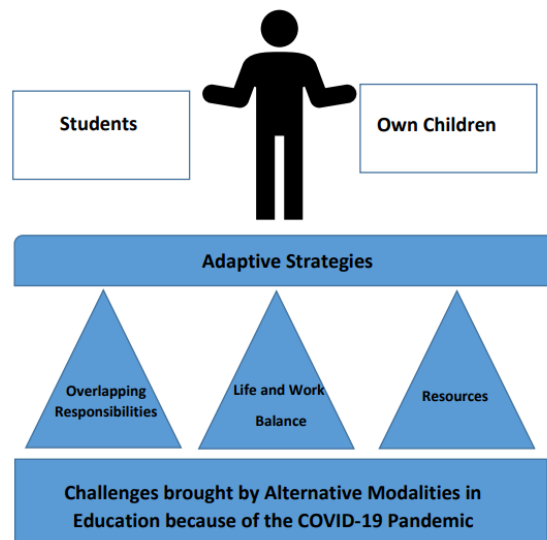 Students
Own Children
Adaptive Strategies
Overlapping
Responsibilities
Life and Work
Balance
Resources
Challenges brought by Alternative Modalities in
Education because of the COVID-19 Pandemic